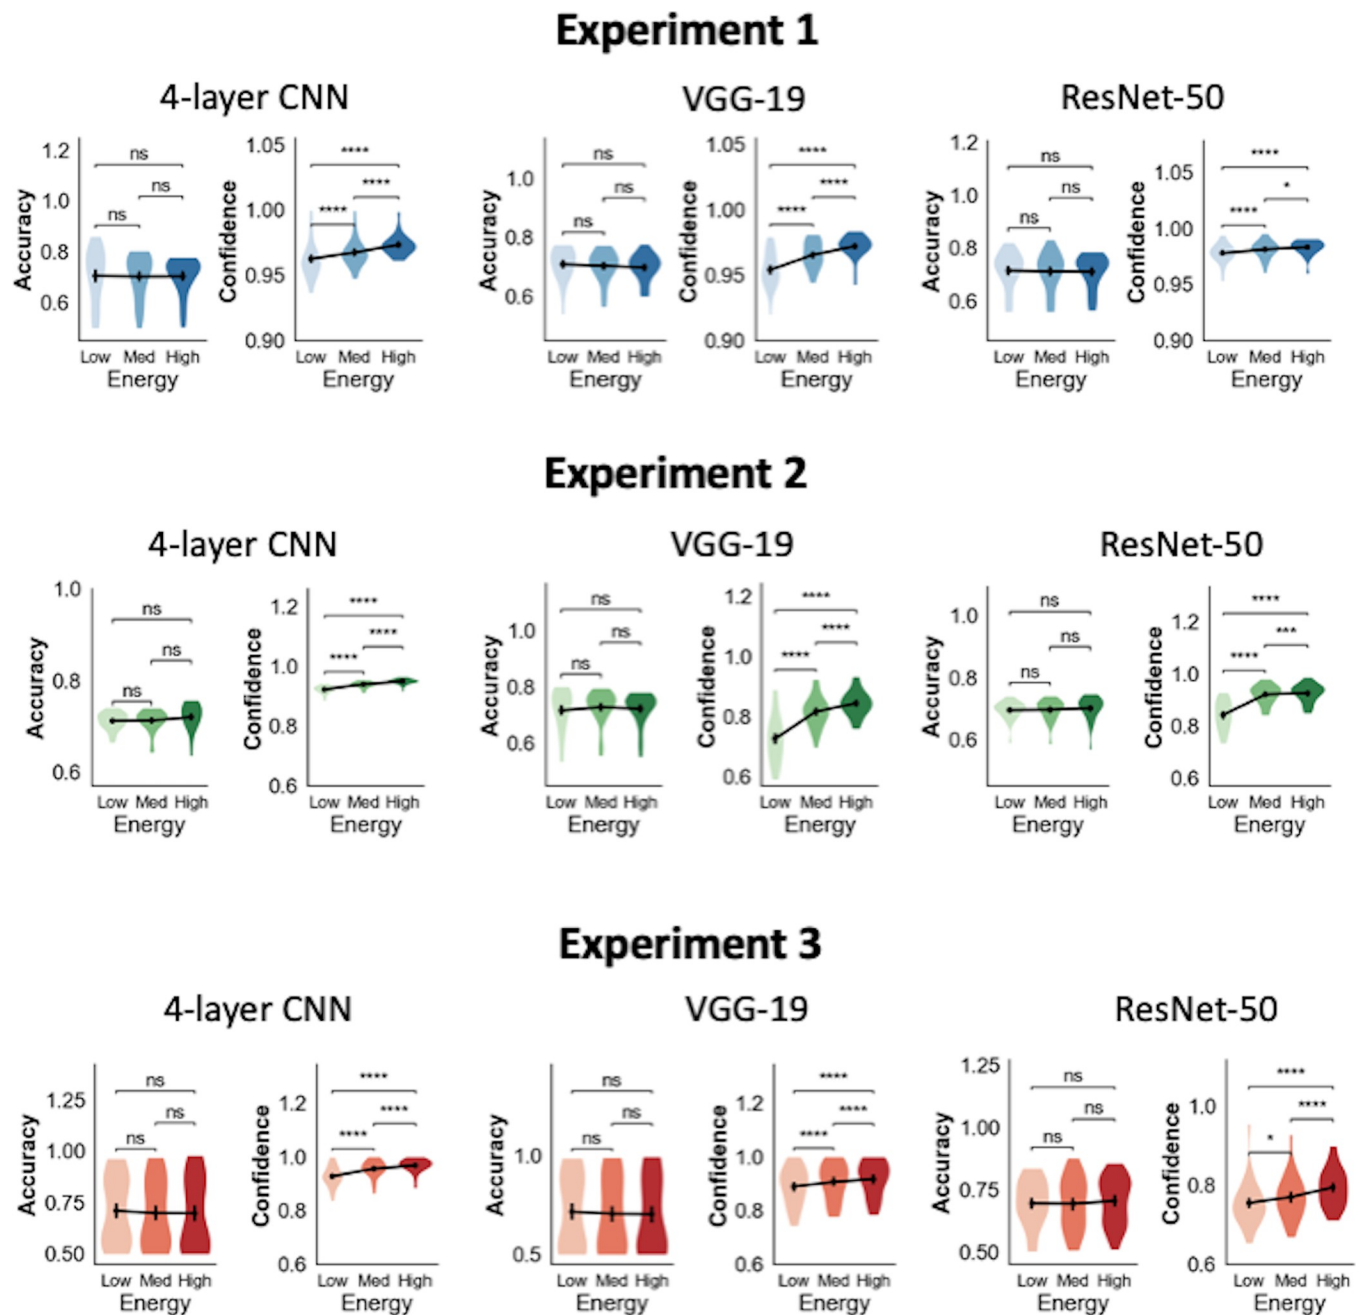 Experiment 1
4-layer CNN
VGG-19
ResNet-50
Accuracy
1.2
1.0
0.8
0.6
ns
ns
ns
Low Med High
Energy
Confidence
1.05
1.00
0.95
0.90
****
****
****
Low Med High
Energy
Accuracy
1.0
0.8
0.6
ns
ns
ns
Low Med High
Energy
Confidence
1.05
1.00
0.95
0.90
****
****
****
Low Med High
Energy
Accuracy
1.2
1.0
0.8
0.6
ns
ns
ns
Low Med High
Energy
Confidence
1.05
1.00
0.95
0.90
****
*
****
Low Med High
Energy
Experiment 2
4-layer CNN
VGG-19
ResNet-50
Accuracy
1.0
0.8
0.6
ns
ns
ns
Low Med High
Energy
Confidence
1.2
1.0
0.8
0.6
****
****
****
Low Med High
Energy
Accuracy
1.0
0.8
0.6
ns
ns
ns
Low Med High
Energy
Confidence
1.2
1.0
0.8
0.6
****
****
****
Low Med High
Energy
Accuracy
1.0
0.8
0.6
ns
ns
ns
Low Med High
Energy
Confidence
1.2
1.0
0.8
0.6
****
***
****
Low Med High
Energy
Experiment 3
4-layer CNN
VGG-19
ResNet-50
Accuracy
1.25
1.00
0.75
0.50
ns
ns
ns
Low Med High
Energy
Confidence
1.2
1.0
0.8
0.6
****
****
****
Low Med High
Energy
Accuracy
1.0
0.5
ns
ns
ns
Low Med High
Energy
Confidence
1.2
1.0
0.8
0.6
****
****
****
Low Med High
Energy
Accuracy
1.25
1.00
0.75
0.50
ns
ns
ns
Low Med High
Energy
Confidence
1.0
0.8
0.6
****
****
*
Low Med High
Energy